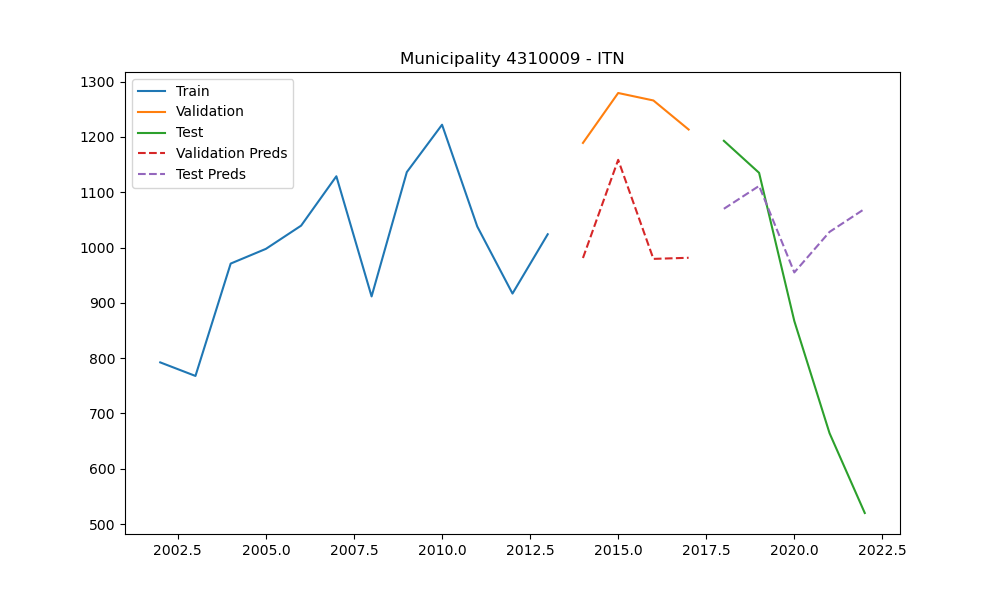 Municipality 4310009 - ITN
1300
1200
1100
1000
900
800
700
600
500
Train
Validation
Test
Validation Preds
Test Preds
2002.5 2005.0 2007.5 2010.0 2012.5 2015.0 2017.5 2020.0 2022.5